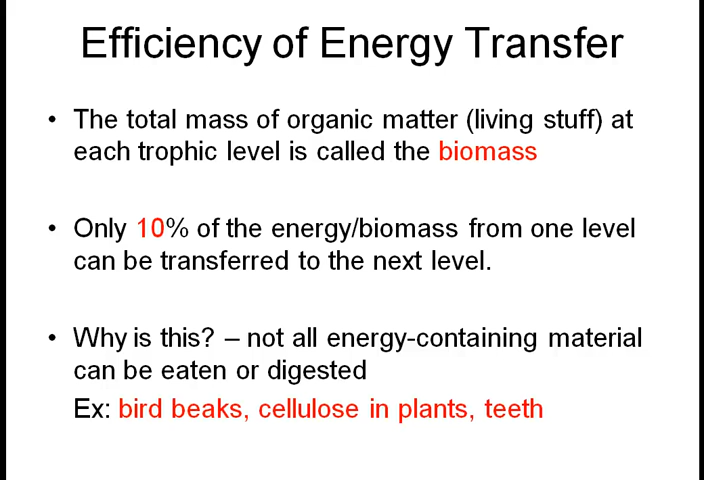 Efficiency of Energy Transfer
• The total mass of organic matter (living stuff) at
each trophic level is called the biomass
• Only 10% of the energy/biomass from one level
can be transferred to the next level.
• Why is this? – not all energy-containing material
can be eaten or digested
Ex: bird beaks, cellulose in plants, teeth